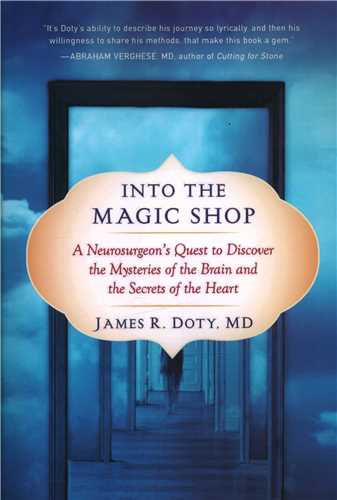 "It's Doty's ability to describe his journey so lyrically, and then his
willingness to share his methods, that make this book a gem."
—ABRAHAM VERGHESE, MD, author of Cutting for Stone
INTO THE
MAGIC SHOP
A Neurosurgeon's Quest to Discover
the Mysteries of the Brain and
the Secrets of the Heart
JAMES R. DOTY, MD